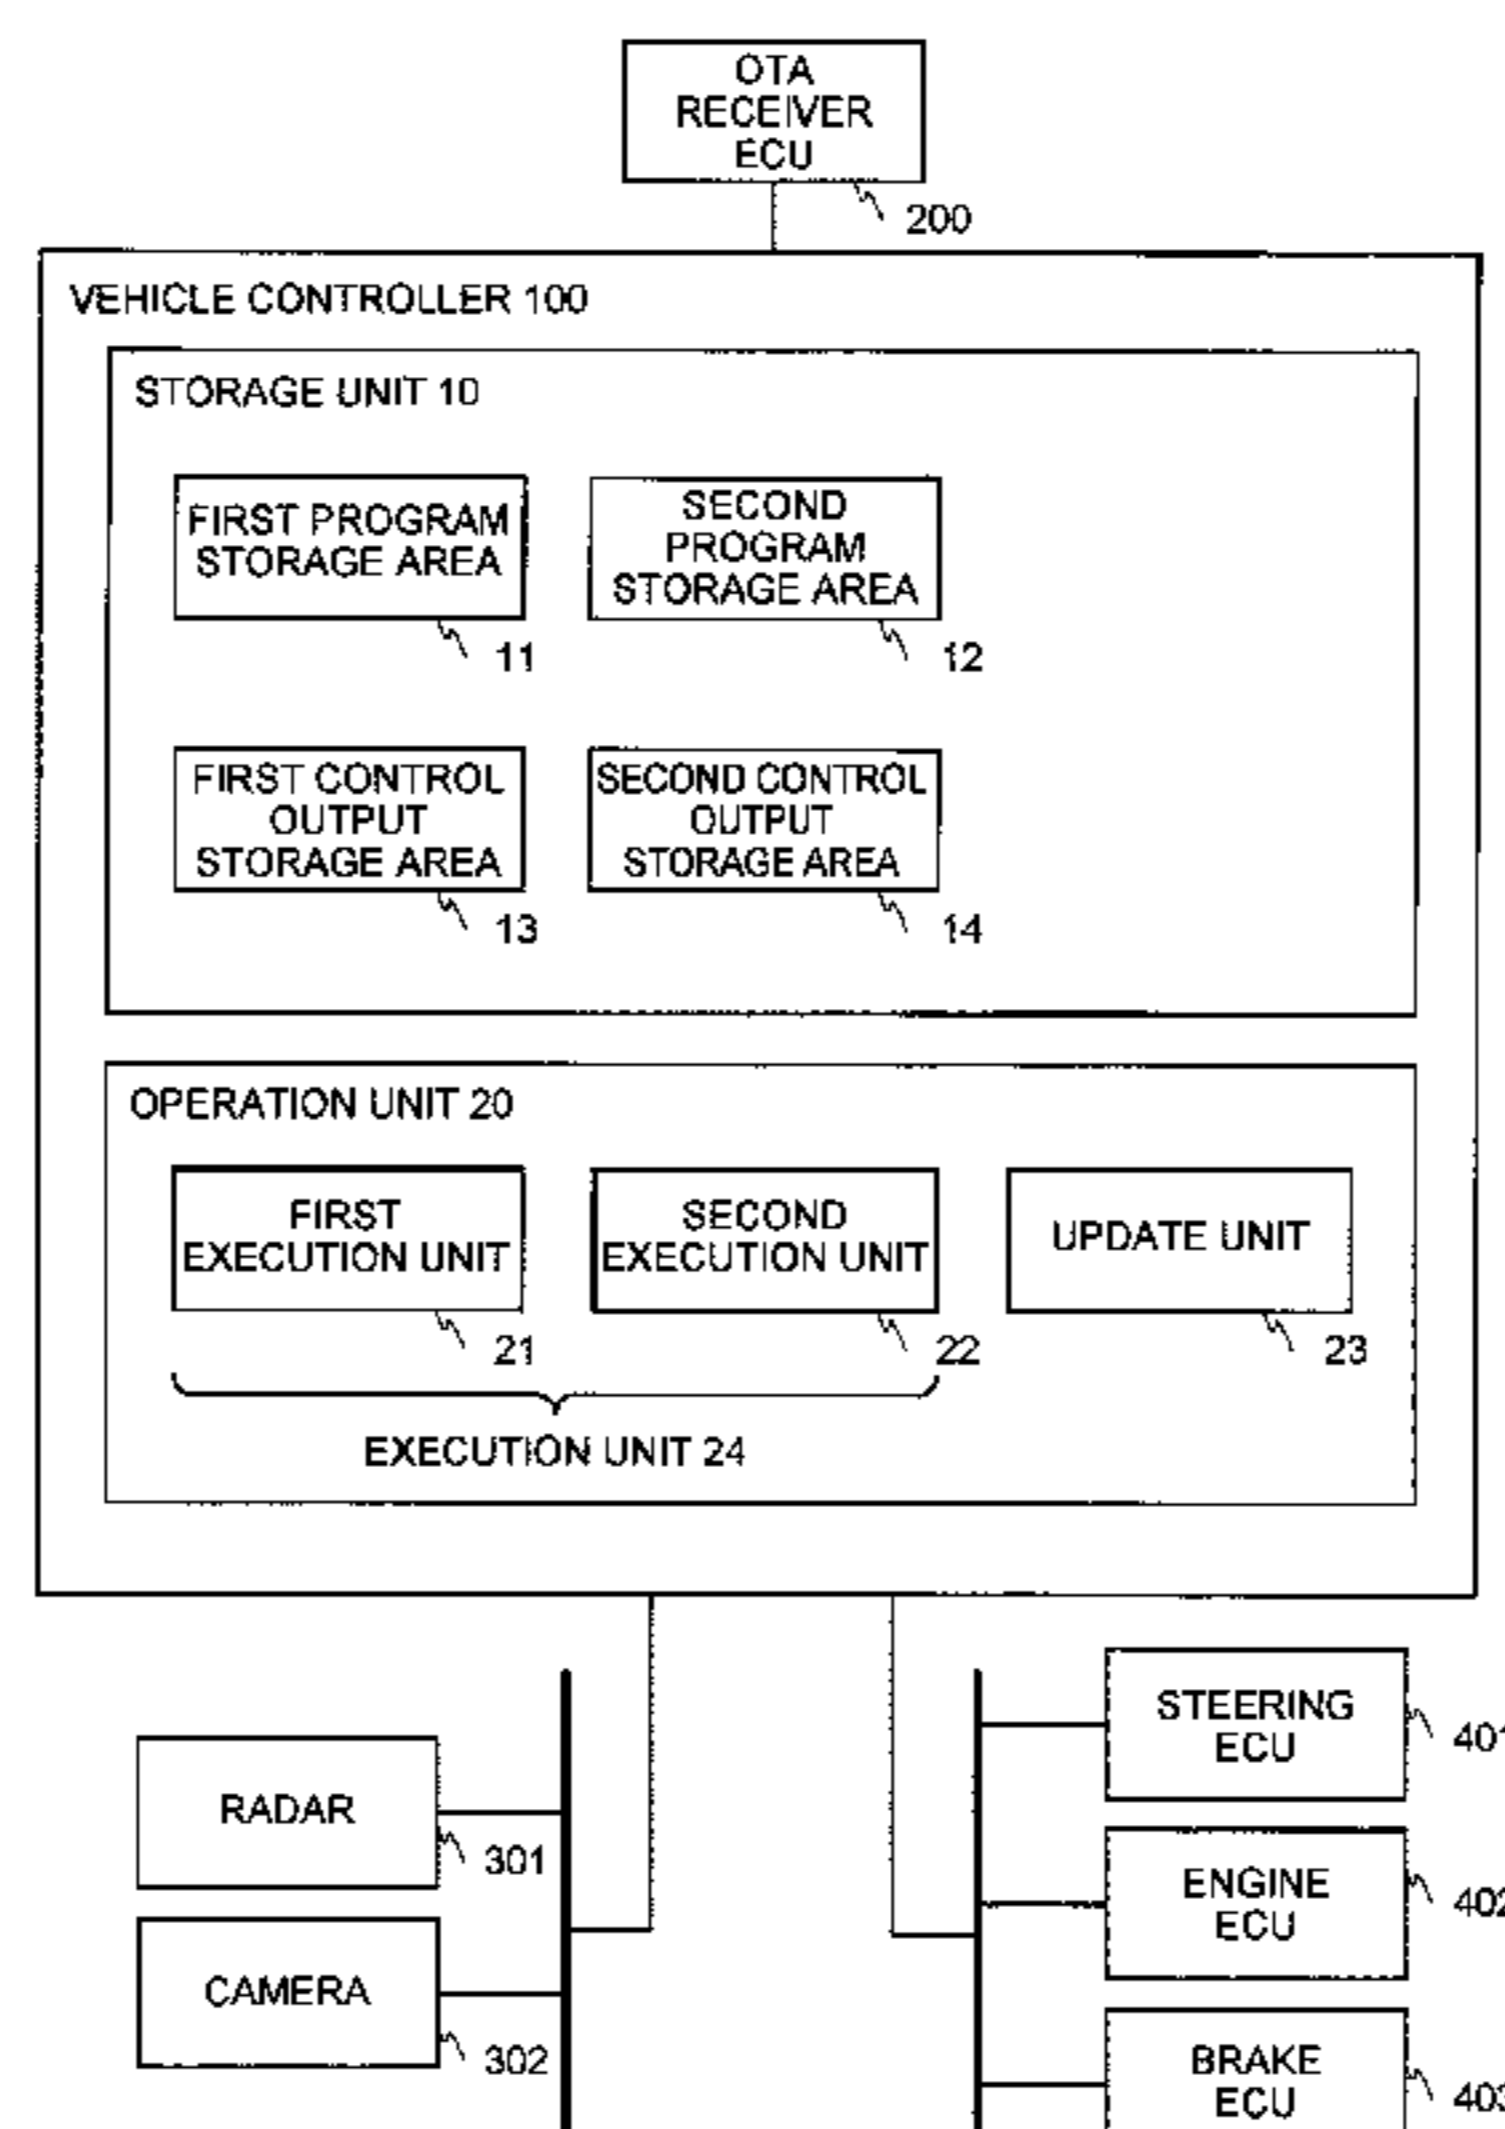 OTA
RECEIVER
ECU
200
VEHICLE CONTROLLER 100
STORAGE UNIT 10
FIRST PROGRAM
STORAGE AREA
11
SECOND
PROGRAM
STORAGE AREA
12
FIRST CONTROL
OUTPUT
STORAGE AREA
13
SECOND CONTROL
OUTPUT
STORAGE AREA
14
OPERATION UNIT 20
FIRST
EXECUTION UNIT
21
SECOND
EXECUTION UNIT
22
UPDATE UNIT
23
EXECUTION UNIT 24
RADAR
301
CAMERA
302
STEERING
ECU
401
ENGINE
ECU
402
BRAKE
ECU
403